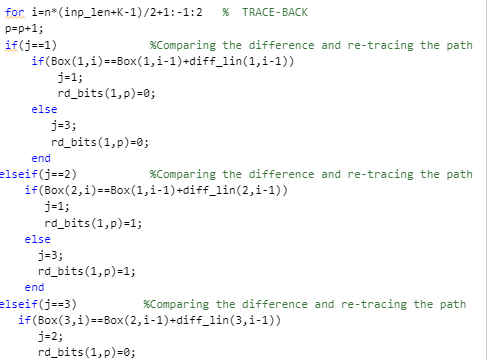 for i=n*(inp_len+K-1)/2+1:-1:2   %  TRACE-BACK
p=p+1;
if(j==1)              %Comparing the difference and re-tracing the path
    if(Box(1,i)==Box(1,i-1)+diff_lin(1,i-1))
        j=1;
        rd_bits(1,p)=0;
    else
       j=3;
       rd_bits(1,p)=0;
    end
elseif(j==2)           %Comparing the difference and re-tracing the path
    if(Box(2,i)==Box(1,i-1)+diff_lin(2,i-1))
       j=1;
       rd_bits(1,p)=1;
    else
      j=3;
      rd_bits(1,p)=1;
    end
elseif(j==3)          %Comparing the difference and re-tracing the path
   if(Box(3,i)==Box(2,i-1)+diff_lin(3,i-1))
      j=2;
      rd_bits(1,p)=0;